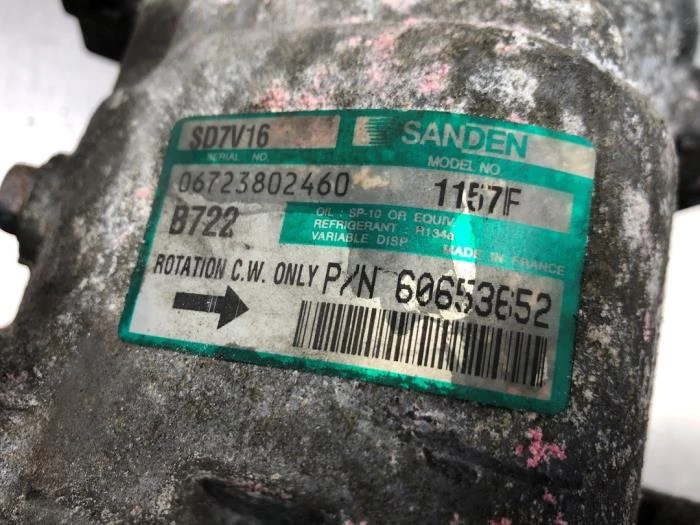 SD7V16 SANDEN
SERIAL NO. MODEL NO
06723802460 1157F
B722 OIL : SP-10 OR EQUIV.
REFRIGERANT : R134a
VARIABLE DISP. MADE IN FRANCE
ROTATION C.W. ONLY P/N 60653652